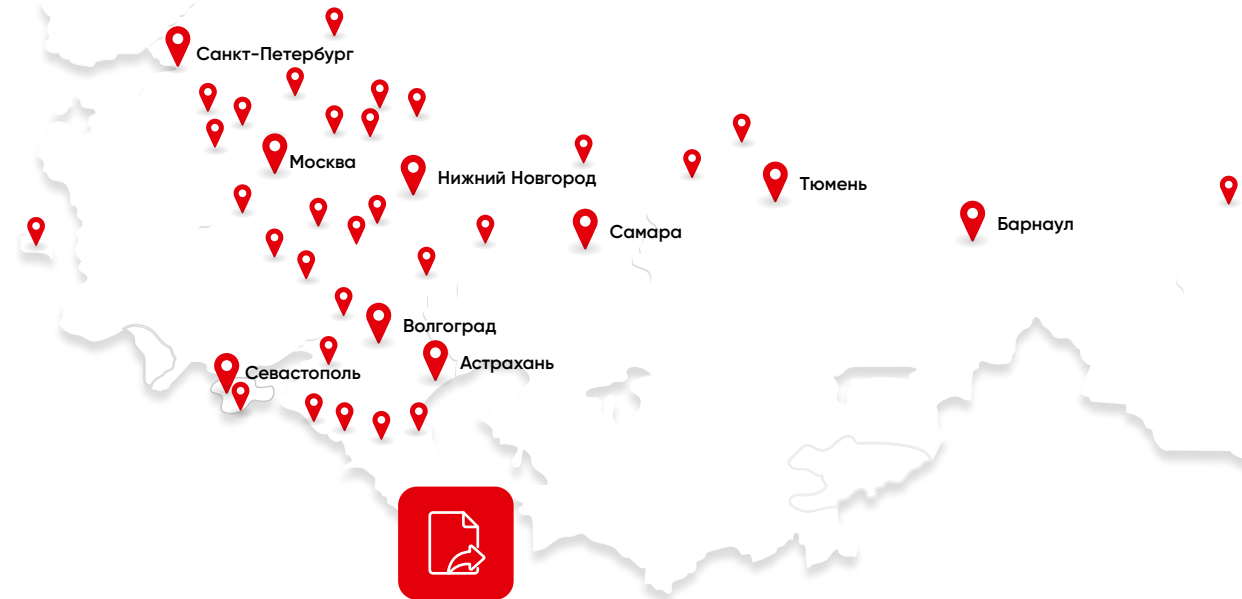 Санкт-Петербург
Москва
Нижний Новгород
Тюмень
Барнаул
Самара
Волгоград
Астрахань
Севастополь